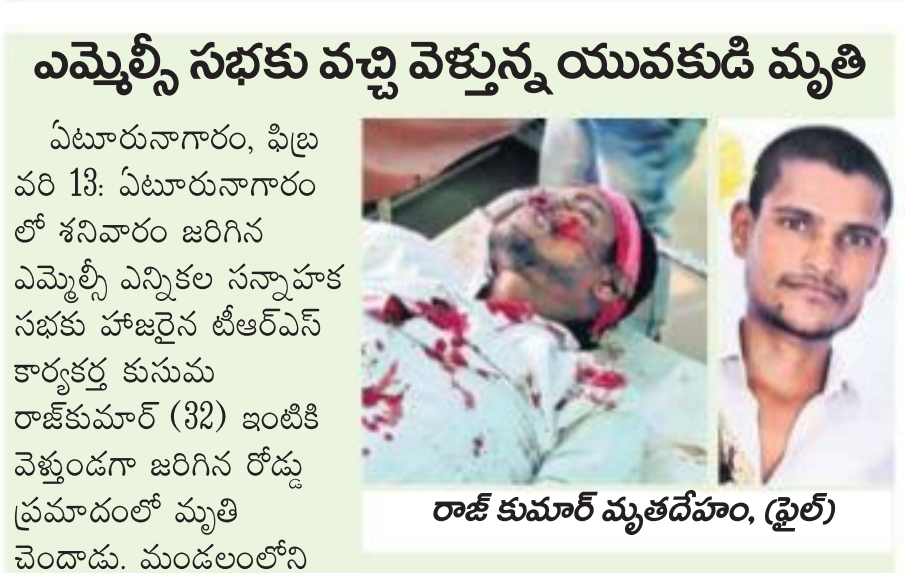 ఎమ్మెల్సీ సభకు వచ్చి వెళ్తున్న యువకుడి మృతి
ఏటూరునాగారం, ఫిబ్ర
వరి 13: ఏటూరునాగారం
లో శనివారం జరిగిన
ఎమ్మెల్సీ ఎన్నికల సన్నాహక
సభకు హాజరైన టీఆర్ఎస్
కార్యకర్త కుసుమ
రాజ్‌కుమార్ (32) ఇంటికి
వెళ్తుండగా జరిగిన రోడ్డు
ప్రమాదంలో మృతి
చెందాడు. మండలంలోని
రాజ్ కుమార్ మృతదేహం, (ఫైల్)